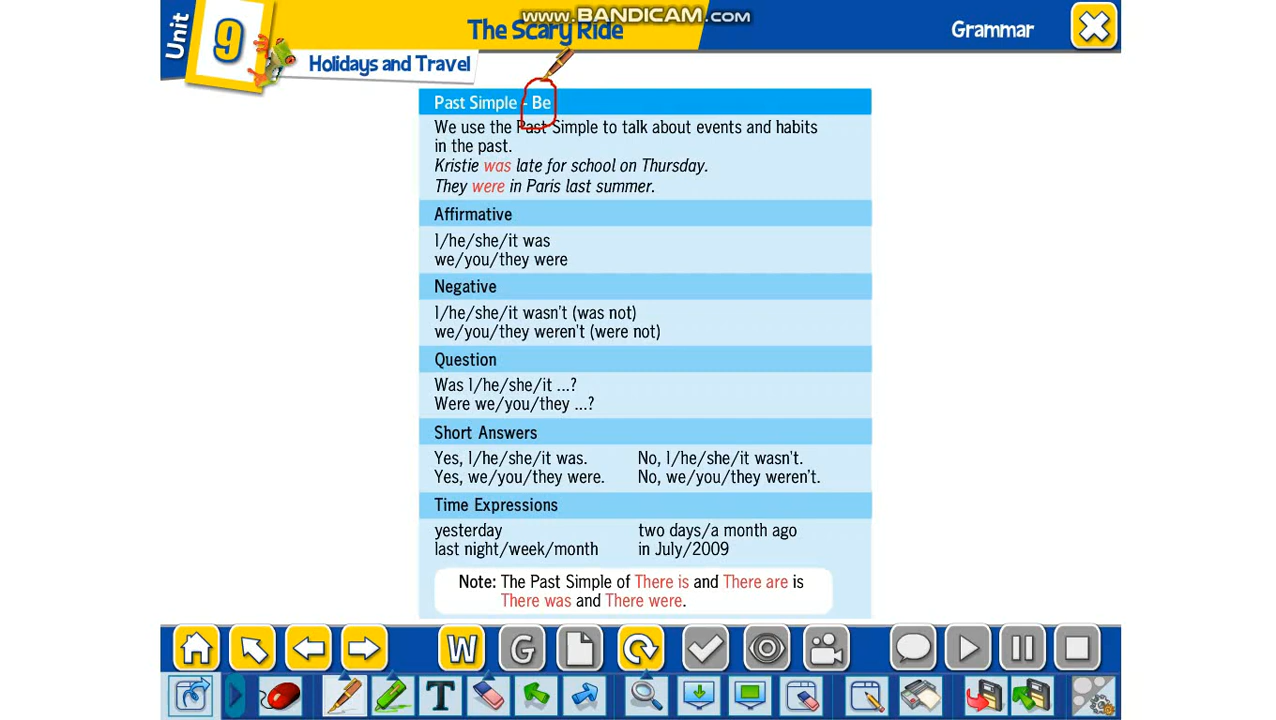 www.BANDICAM.com
Unit
9
The Scary Ride
Grammar
Holidays and Travel
Past Simple - Be
We use the Past Simple to talk about events and habits
in the past.
Kristie was late for school on Thursday.
They were in Paris last summer.
Affirmative
I/he/she/it was
we/you/they were
Negative
I/he/she/it wasn't (was not)
we/you/they weren't (were not)
Question
Was I/he/she/it ...?
Were we/you/they ...?
Short Answers
Yes, I/he/she/it was. No, I/he/she/it wasn't.
Yes, we/you/they were. No, we/you/they weren't.
Time Expressions
yesterday two days/a month ago
last night/week/month in July/2009
Note: The Past Simple of There is and There are is
There was and There were.
W G
T